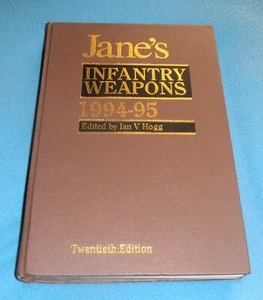 Jane's
INFANTRY
WEAPONS
1994-95
Edited by Ian V Hogg
Twentieth Edition